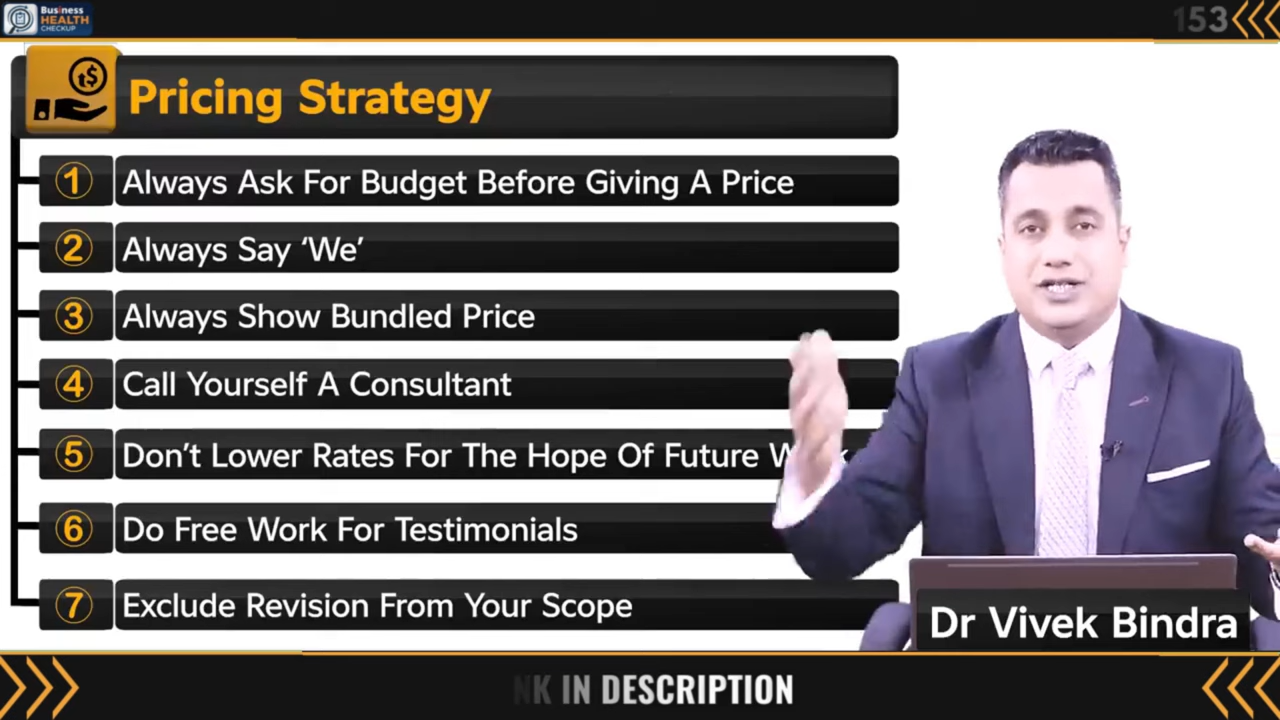 Business
HEALTH
CHECKUP
153
Pricing Strategy
1 Always Ask For Budget Before Giving A Price
2 Always Say ‘We’
3 Always Show Bundled Price
4 Call Yourself A Consultant
5 Don’t Lower Rates For The Hope Of Future
6 Do Free Work For Testimonials
7 Exclude Revision From Your Scope
Dr Vivek Bindra
IN DESCRIPTION